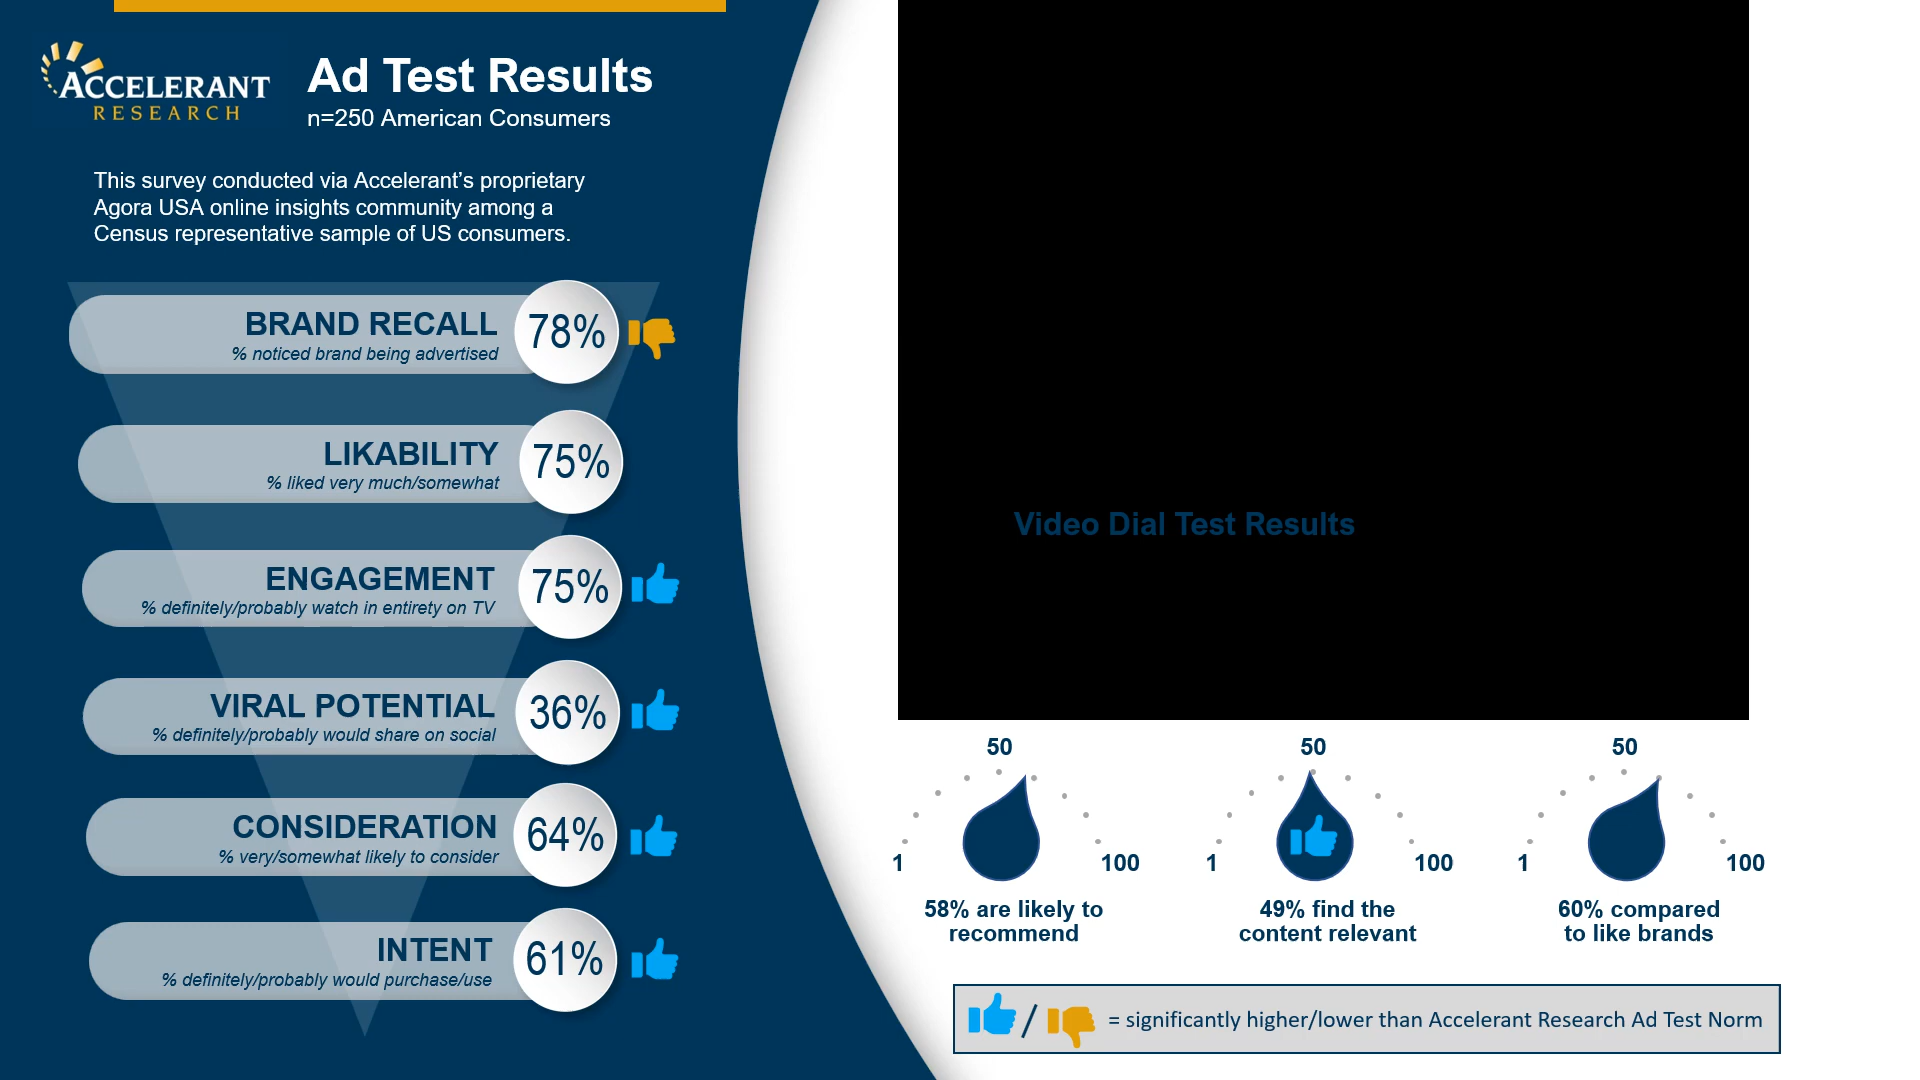 ACCELERANT
RESEARCH
Ad Test Results
n=250 American Consumers
This survey conducted via Accelerant’s proprietary
Agora USA online insights community among a
Census representative sample of US consumers.
BRAND RECALL
% noticed brand being advertised
78%
LIKABILITY
% liked very much/somewhat
75%
ENGAGEMENT
% definitely/probably watch in entirety on TV
75%
VIRAL POTENTIAL
% definitely/probably would share on social
36%
CONSIDERATION
% very/somewhat likely to consider
64%
INTENT
% definitely/probably would purchase/use
61%
Video Dial Test Results
50
1
100
58% are likely to
recommend
50
1
100
49% find the
content relevant
50
1
100
60% compared
to like brands
/ = significantly higher/lower than Accelerant Research Ad Test Norm